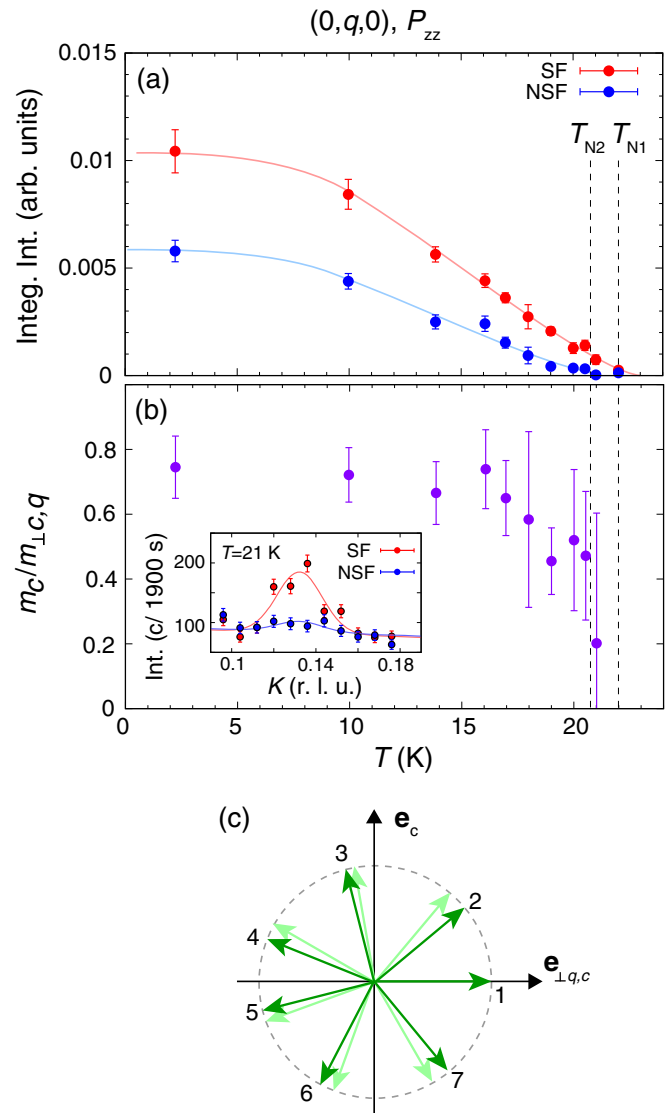 (0,q,0), P_zz
(a)
SF
NSF
T_N2 T_N1
Integ. Int. (arb. units)
0.015
0.01
0.005
0
(b)
m_c/m_⊥c,q
0.8
0.6
0.4
0.2
0
T=21 K
SF
NSF
Int. (c/ 1900 s)
200
100
0.1 0.14 0.18
K (r. l. u.)
0 5 10 15 20
T (K)
(c)
e_c
3
2
4
e_⊥q,c
1
5
6
7